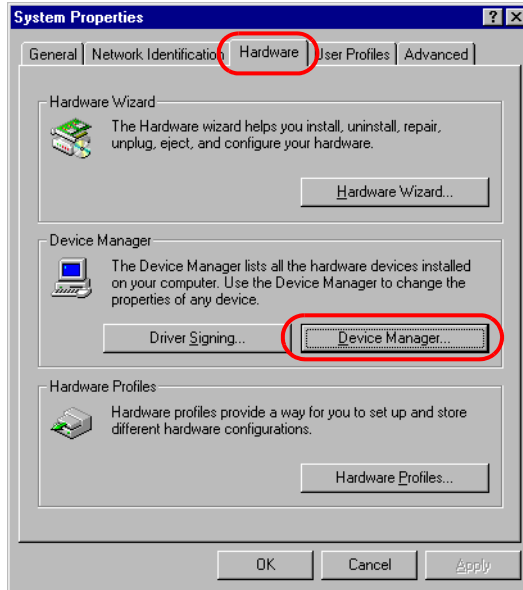 System Properties
General Network Identification Hardware User Profiles Advanced
Hardware Wizard
The Hardware wizard helps you install, uninstall, repair,
unplug, eject, and configure your hardware.
Hardware Wizard...
Device Manager
The Device Manager lists all the hardware devices installed
on your computer. Use the Device Manager to change the
properties of any device.
Driver Signing... Device Manager...
Hardware Profiles
Hardware profiles provide a way for you to set up and store
different hardware configurations.
Hardware Profiles...
OK Cancel Apply